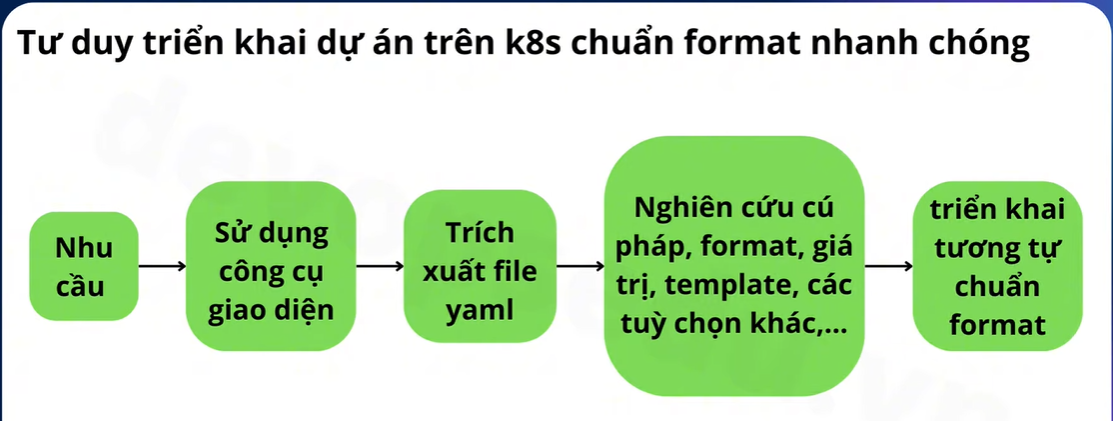 Tư duy triển khai dự án trên k8s chuẩn format nhanh chóng
Nhu
cầu
Sử dụng
công cụ
giao diện
Trích
xuất file
yaml
Nghiên cứu cú
pháp, format, giá
trị, template, các
tuỳ chọn khác,...
triển khai
tương tự
chuẩn
format